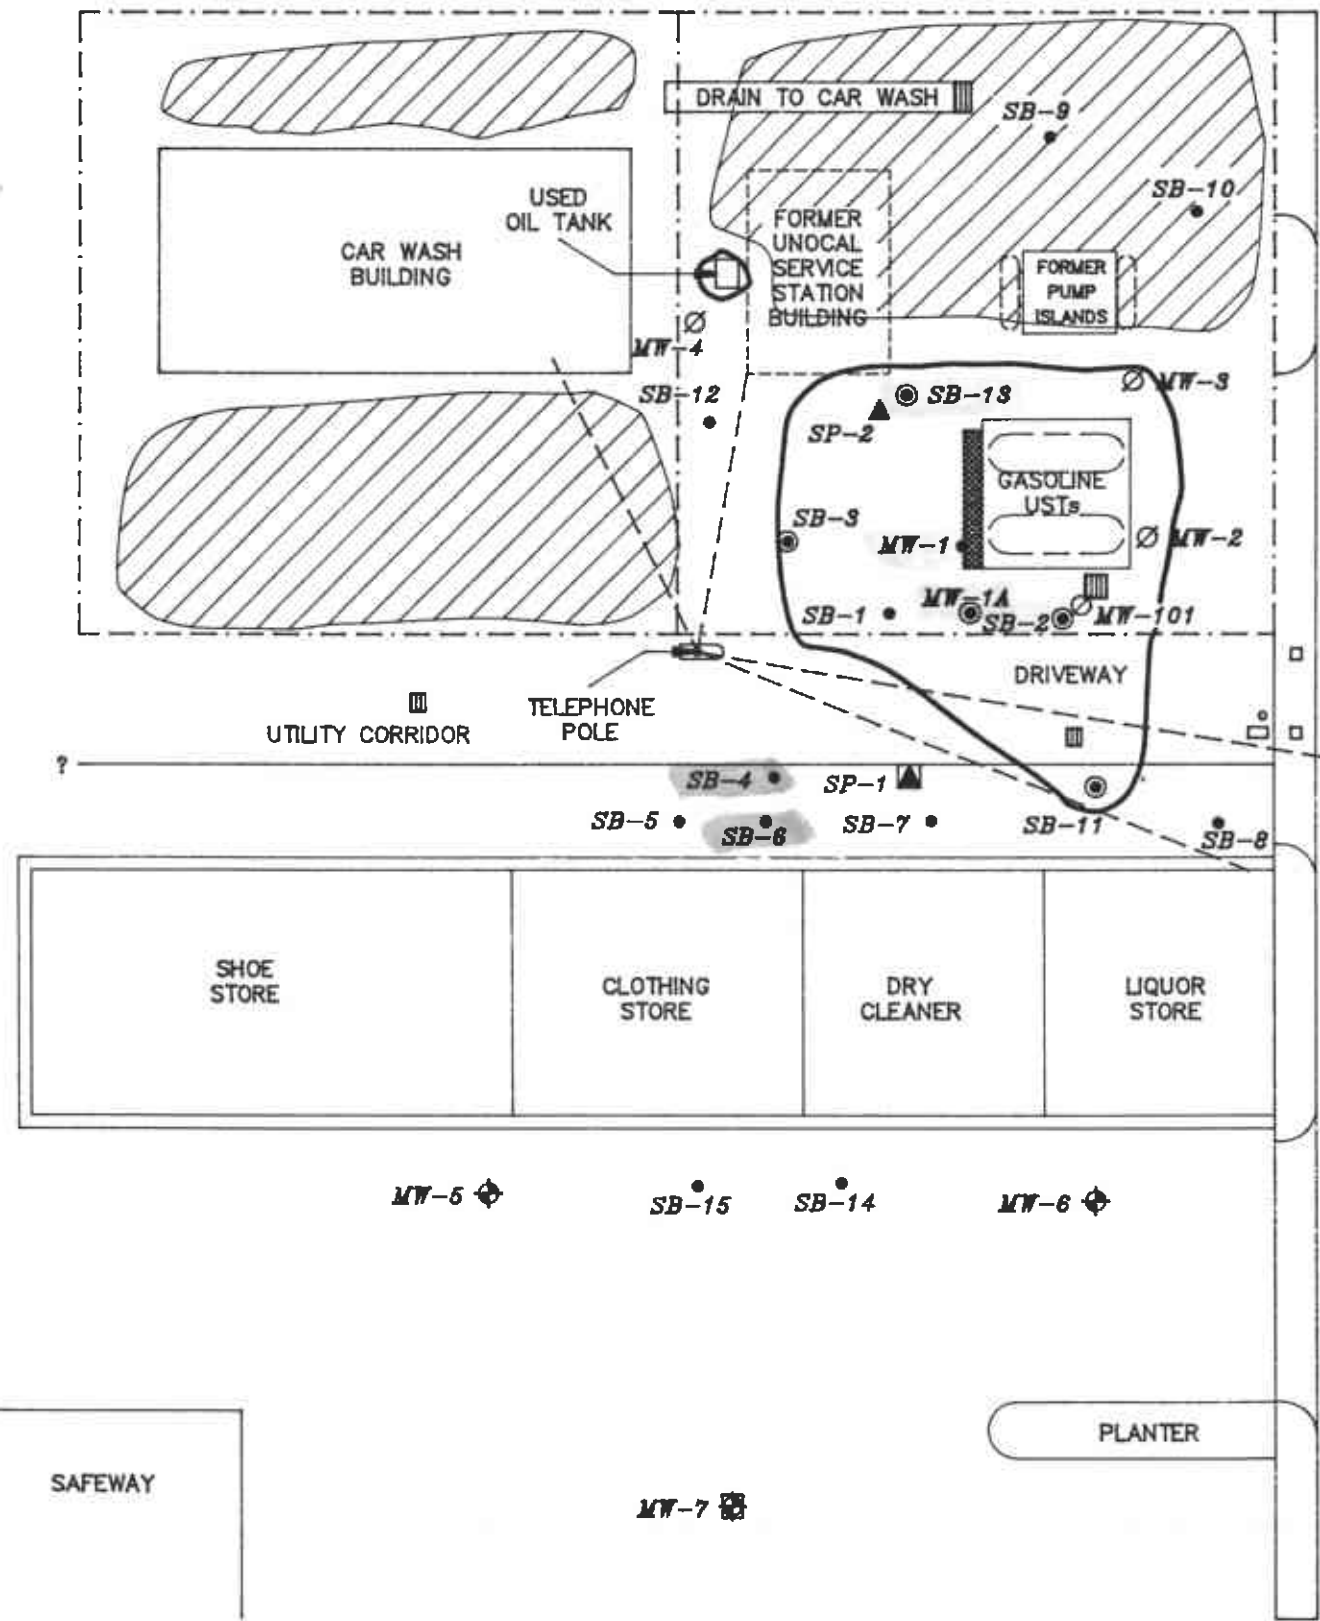 DRAIN TO CAR WASH
SB-9
SB-10
USED
OIL TANK
CAR WASH
BUILDING
FORMER
UNOCAL
SERVICE
STATION
BUILDING
FORMER
PUMP
ISLANDS
MW-4
SB-12
SB-13
MW-3
SP-2
GASOLINE
USTs
SB-3
MW-1
MW-2
MW-1A
SB-1
SB-2
MW-101
DRIVEWAY
TELEPHONE
POLE
UTILITY CORRIDOR
?
SB-4
SP-1
SB-5
SB-6
SB-7
SB-11
SB-8
SHOE
STORE
CLOTHING
STORE
DRY
CLEANER
LIQUOR
STORE
MW-5
SB-15
SB-14
MW-6
PLANTER
SAFEWAY
MW-7